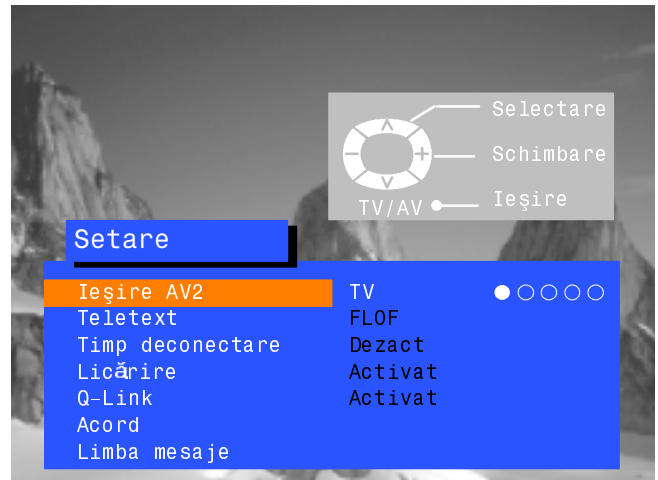 Selectare
Schimbare
TV/AV Ieşire
Setare
Ieşire AV2 TV
Teletext FLOF
Timp deconectare Dezact
Licărire Activat
Q-Link Activat
Acord
Limba mesaje